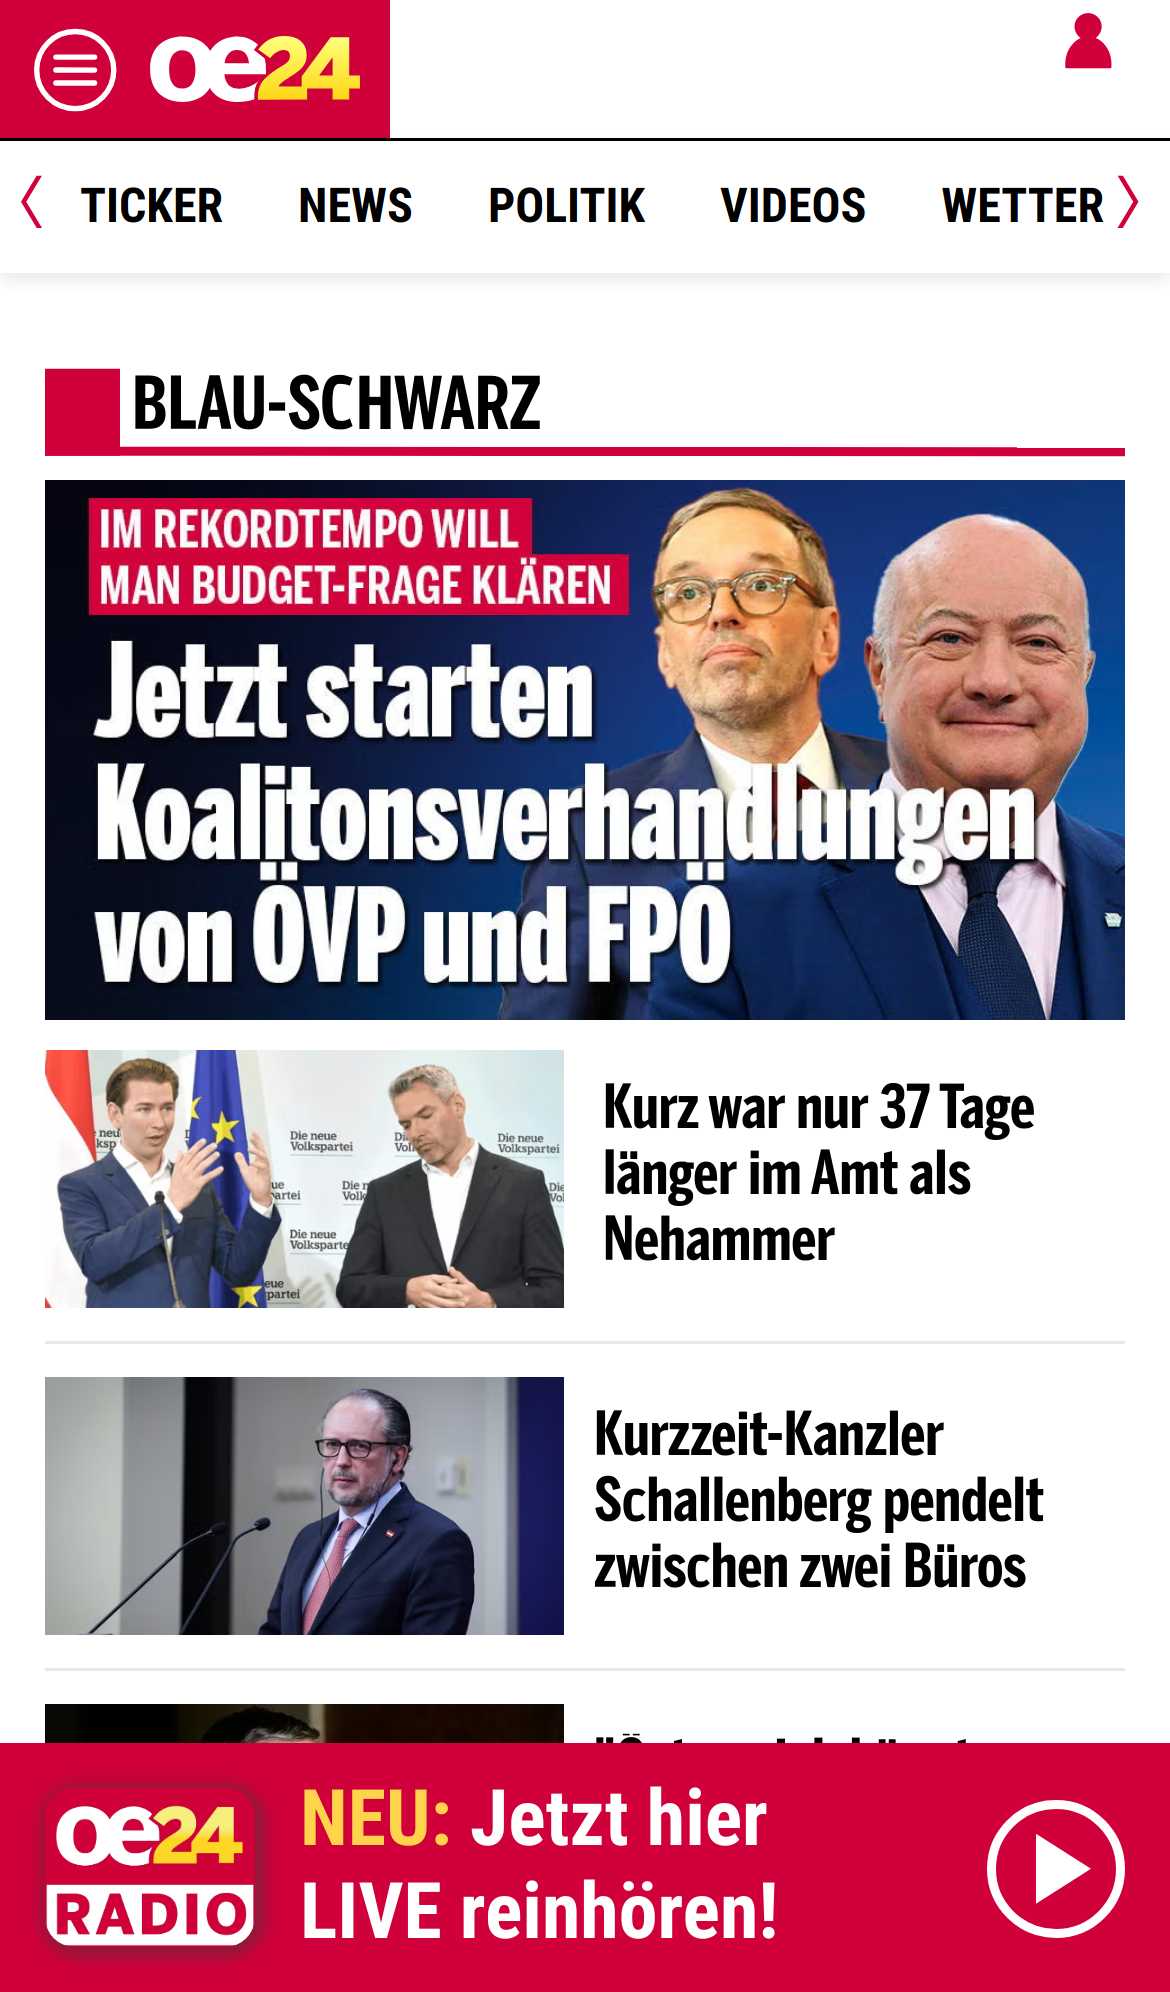 oe24
TICKER NEWS POLITIK VIDEOS WETTER
BLAU-SCHWARZ
IM REKORDTEMPO WILL
MAN BUDGET-FRAGE KLÄREN
Jetzt starten
Koalitonsverhandlungen
von ÖVP und FPÖ
Die neue
Volkspartei
Die neue
Volkspartei
Die neue
Volkspartei
Kurz war nur 37 Tage
länger im Amt als
Nehammer
Kurzzeit-Kanzler
Schallenberg pendelt
zwischen zwei Büros
oe24
RADIO
NEU: Jetzt hier
LIVE reinhören!